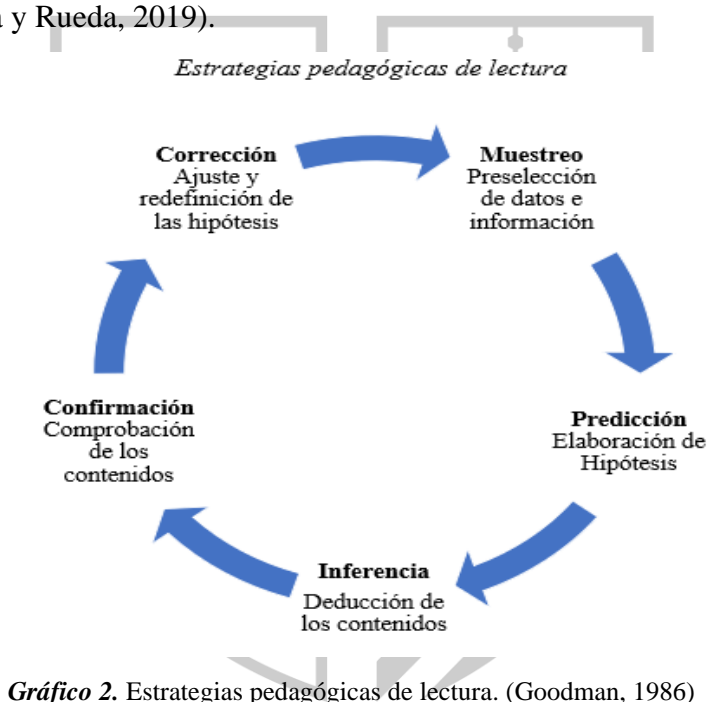 y Rueda, 2019).
Estrategias pedagógicas de lectura
Corrección
Ajuste y
redefinición de
las hipótesis
Muestreo
Preselección
de datos e
información
Predicción
Elaboración de
Hipótesis
Inferencia
Deducción de
los contenidos
Confirmación
Comprobación
de los
contenidos
Gráfico 2. Estrategias pedagógicas de lectura. (Goodman, 1986)